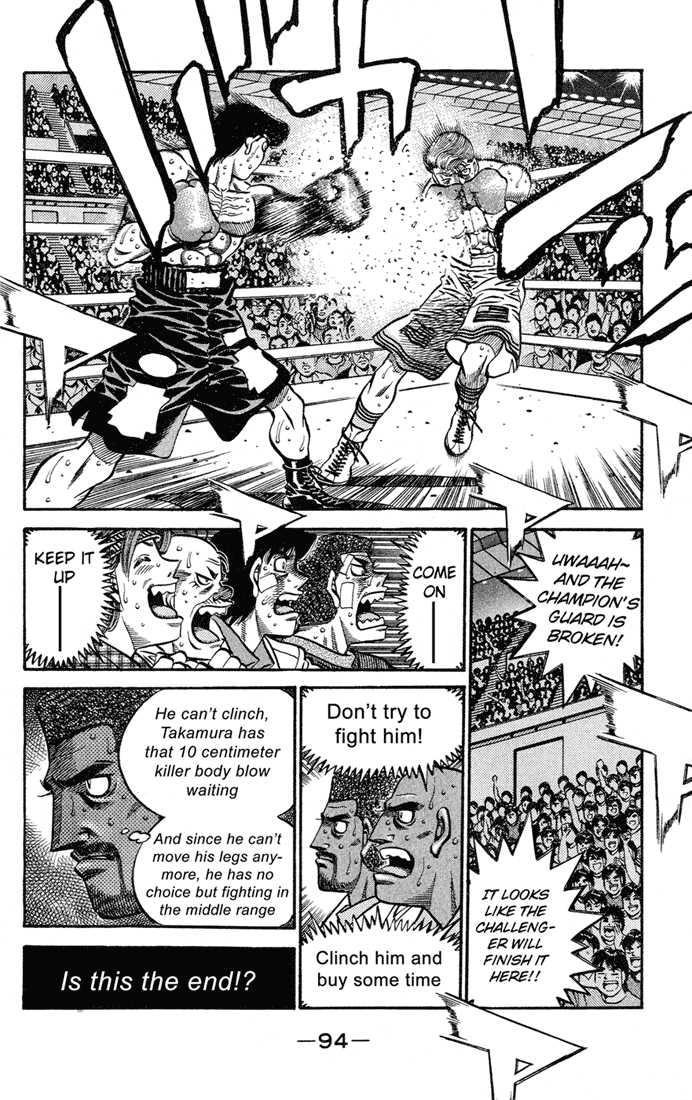 UWAAAH~
AND THE
CHAMPION'S
GUARD IS
BROKEN!
IT LOOKS
LIKE THE
CHALLENG-
ER WILL
FINISH IT
HERE!!
COME
ON
KEEP IT
UP
Don't try to
fight him!
Clinch him and
buy some time
He can't clinch,
Takamura has
that 10 centimeter
killer body blow
waiting
And since he can't
move his legs any-
more, he has no
choice but fighting in
the middle range
Is this the end!?
—94—